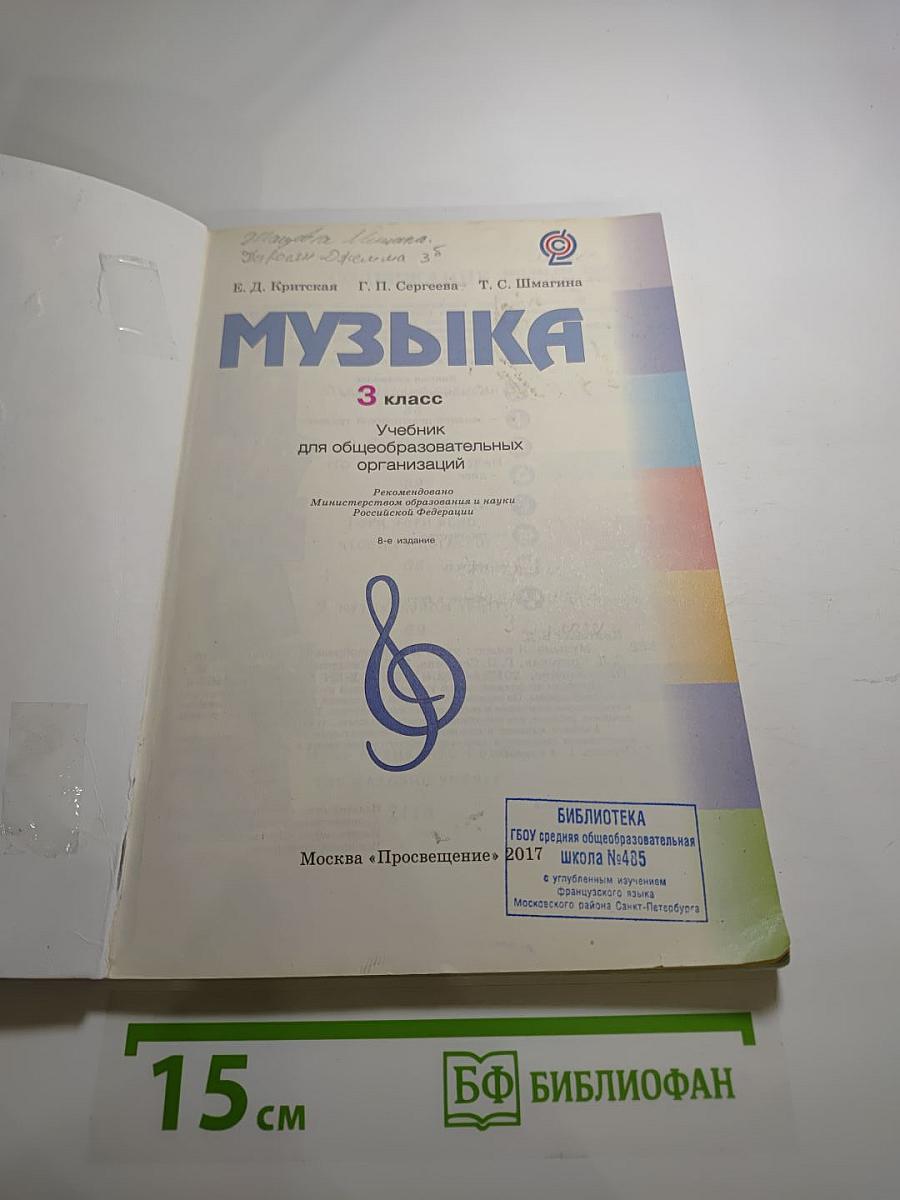 3б
Е. Д. Критская Г. П. Сергеева Т. С. Шмагина
МУЗЫКА
3 класс
Учебник
для общеобразовательных
организаций
Рекомендовано
Министерством образования и науки
Российской Федерации
8-е издание
Москва «Просвещение» 2017
БИБЛИОТЕКА
ГБОУ средняя общеобразовательная
школа №485
с углубленным изучением
французского языка
Московского района Санкт-Петербурга
15 см
БФ БИБЛИОФАН